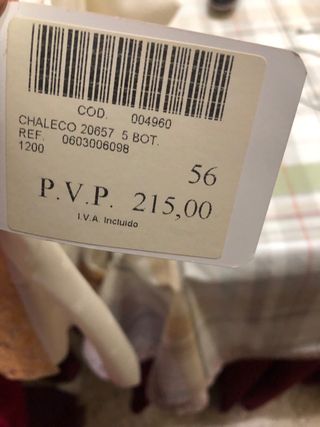 COD. 004960
CHALECO 20657 5 BOT.
REF. 0603006098
1200
56
P.V.P. 215,00
I.V.A. Incluido